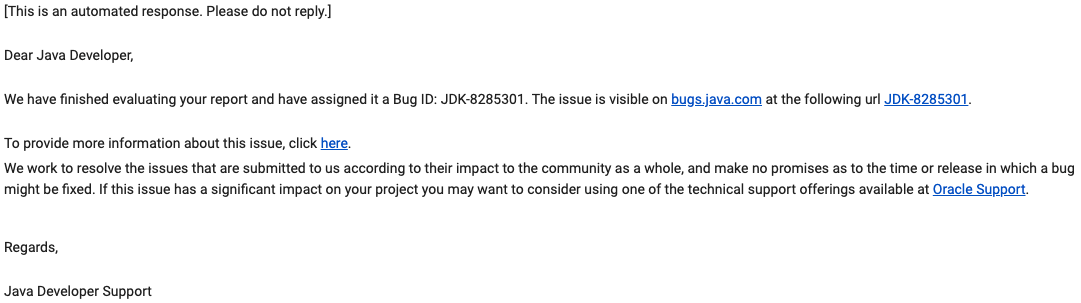 [This is an automated response. Please do not reply.]
Dear Java Developer,
We have finished evaluating your report and have assigned it a Bug ID: JDK-8285301. The issue is visible on bugs.java.com at the following url JDK-8285301.
To provide more information about this issue, click here.
We work to resolve the issues that are submitted to us according to their impact to the community as a whole, and make no promises as to the time or release in which a bug
might be fixed. If this issue has a significant impact on your project you may want to consider using one of the technical support offerings available at Oracle Support.
Regards,
Java Developer Support